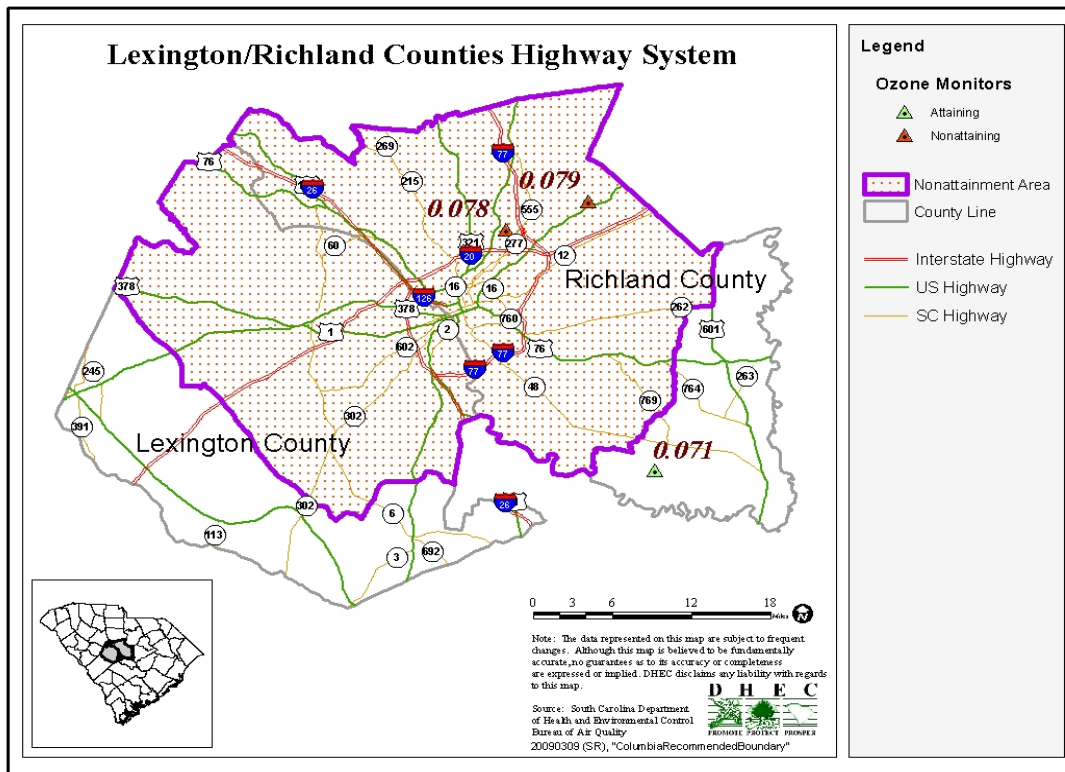 Lexington/Richland Counties Highway System
76
269
77
26
215
0.079
0.078
555
321
277
60
20
12
Richland County
378
16
16
126
378
262
760
601
1
2
602
77
76
77
245
48
764
263
769
302
391
Lexington County
0.071
302
26
6
113
692
3
0 3 6 12 18
Miles
N
Note: The data represented on this map are subject to frequent
changes. Although this map is believed to be fundamentally
accurate,no guarantees as to its accuracy or completeness
are expressed or implied. DHEC disclaims any liability with regards
to this map.
Source: South Carolina Department
of Health and Environmental Control
Bureau of Air Quality
20090309 (SR), "ColumbiaRecommendedBoundary"
D H E C
PROMOTE PROTECT PROSPER
Legend
Ozone Monitors
Attaining
Nonattaining
Nonattainment Area
County Line
Interstate Highway
US Highway
SC Highway